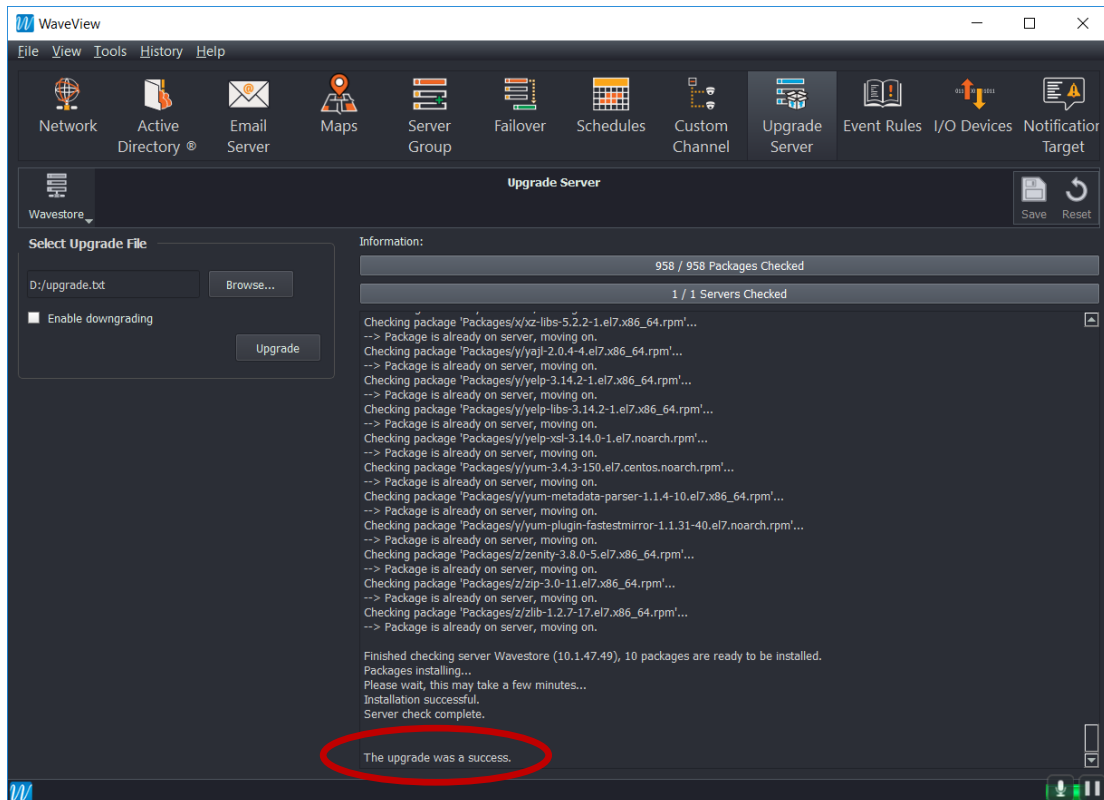 WaveView
File View Tools History Help
Network
Active
Directory ®
Email
Server
Maps
Server
Group
Failover
Schedules
Custom
Channel
Upgrade
Server
Event Rules
I/O Devices
Notification
Target
Upgrade Server
Wavestore
Save Reset
Select Upgrade File
Information:
958 / 958 Packages Checked
D:/upgrade.txt
Browse...
1 / 1 Servers Checked
Enable downgrading
Upgrade
Checking package 'Packages/x/xz-libs-5.2.2-1.el7.x86_64.rpm'...
--> Package is already on server, moving on.
Checking package 'Packages/y/yajl-2.0.4-4.el7.x86_64.rpm'...
--> Package is already on server, moving on.
Checking package 'Packages/y/yelp-3.14.2-1.el7.x86_64.rpm'...
--> Package is already on server, moving on.
Checking package 'Packages/y/yelp-libs-3.14.2-1.el7.x86_64.rpm'...
--> Package is already on server, moving on.
Checking package 'Packages/y/yelp-xsl-3.14.0-1.el7.noarch.rpm'...
--> Package is already on server, moving on.
Checking package 'Packages/y/yum-3.4.3-150.el7.centos.noarch.rpm'...
--> Package is already on server, moving on.
Checking package 'Packages/y/yum-metadata-parser-1.1.4-10.el7.x86_64.rpm'...
--> Package is already on server, moving on.
Checking package 'Packages/y/yum-plugin-fastestmirror-1.1.31-40.el7.noarch.rpm'...
--> Package is already on server, moving on.
Checking package 'Packages/z/zenity-3.8.0-5.el7.x86_64.rpm'...
--> Package is already on server, moving on.
Checking package 'Packages/z/zip-3.0-11.el7.x86_64.rpm'...
--> Package is already on server, moving on.
Checking package 'Packages/z/zlib-1.2.7-17.el7.x86_64.rpm'...
--> Package is already on server, moving on.
Finished checking server Wavestore (10.1.47.49), 10 packages are ready to be installed.
Packages installing...
Please wait, this may take a few minutes...
Installation successful.
Server check complete.
The upgrade was a success.